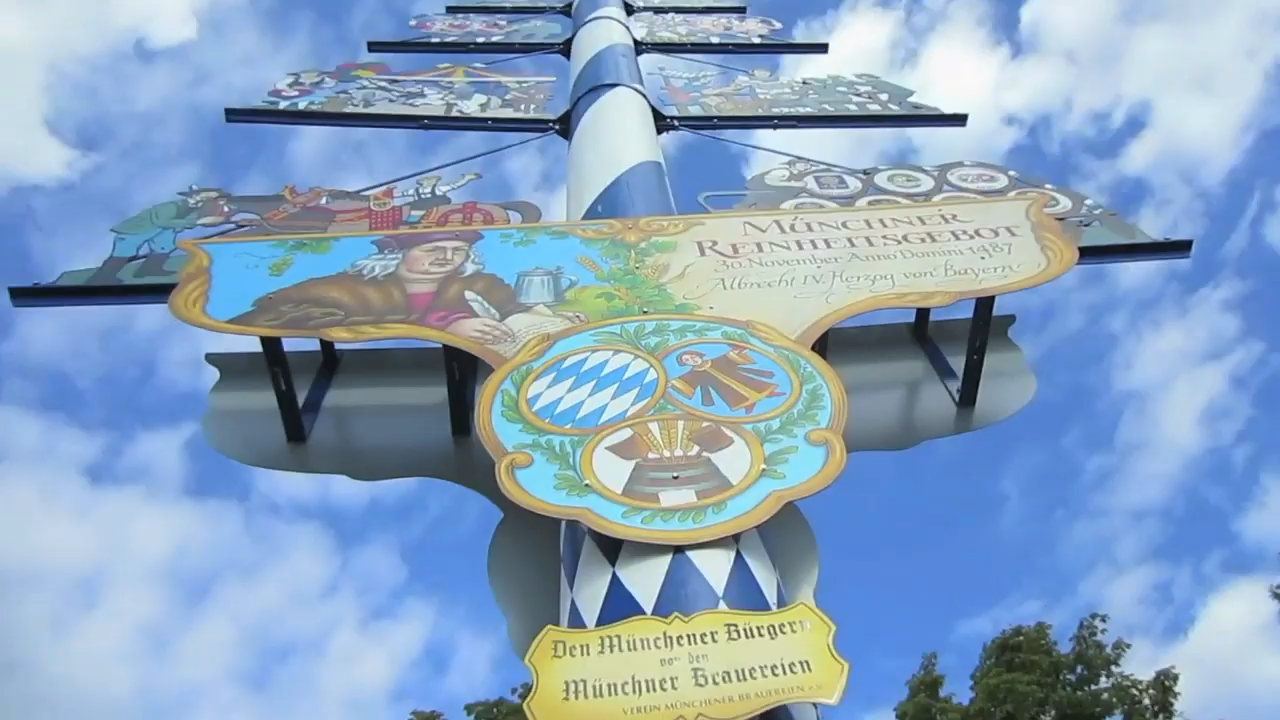 MÜNCHNER
REINHEITSGEBOT
30. November Anno Domini 1487
Albrecht IV. Herzog von Bayern
Den Münchener Bürgern
von den
Münchner Brauereien
VEREIN MÜNCHENER BRAUEREIEN e.V.